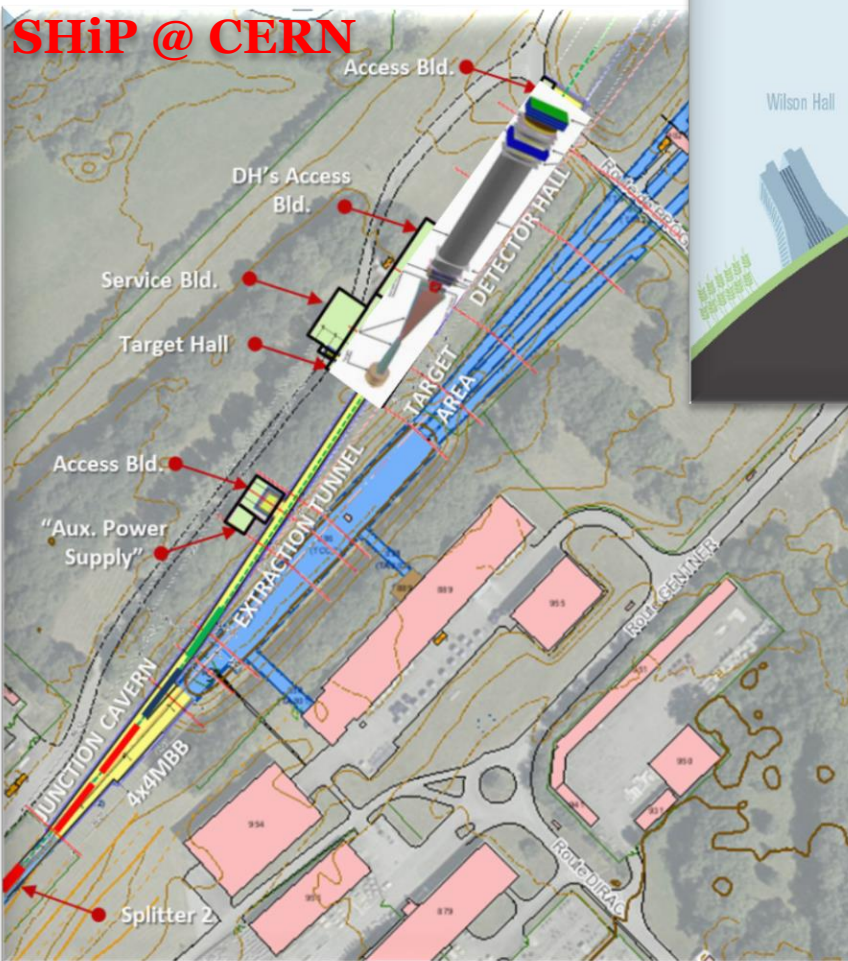 SHiP @ CERN
Access Bld.
Wilson Hall
DH's Access
Bld.
DETECTOR HALL
Service Bld.
Target Hall
TARGET
AREA
Access Bld.
"Aux. Power
Supply"
EXTRACTION TUNNEL
889
955
Route GENTNER
JUNCTION CAVERN
4x4MBB
954
950
Route DIRAC
979
Splitter 2